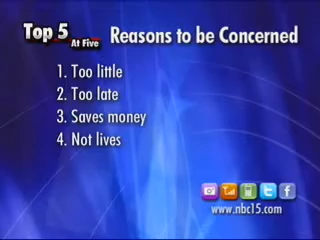 Top 5
At Five
Reasons to be Concerned
1. Too little
2. Too late
3. Saves money
4. Not lives
www.nbc15.com